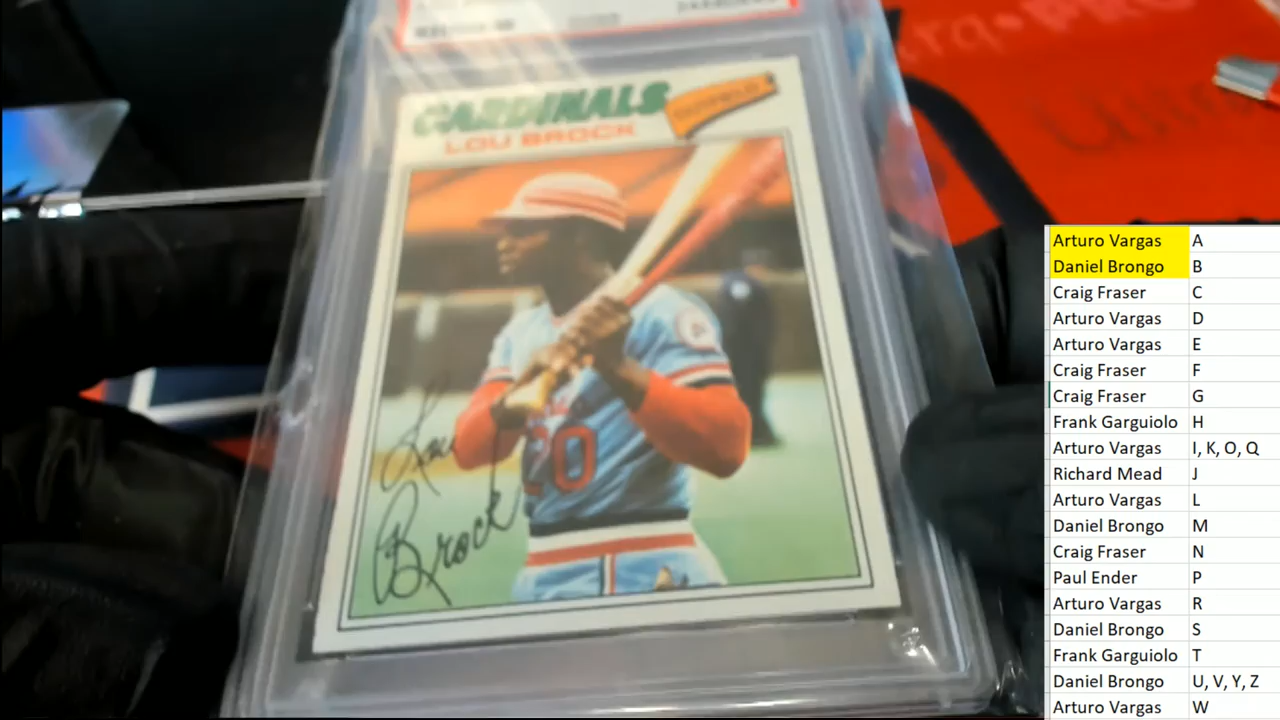 CARDINALS
LOU BROCK
20
Lou
Brock
Arturo Vargas A
Daniel Brongo B
Craig Fraser C
Arturo Vargas D
Arturo Vargas E
Craig Fraser F
Craig Fraser G
Frank Garguiolo H
Arturo Vargas I, K, O, Q
Richard Mead J
Arturo Vargas L
Daniel Brongo M
Craig Fraser N
Paul Ender P
Arturo Vargas R
Daniel Brongo S
Frank Garguiolo T
Daniel Brongo U, V, Y, Z
Arturo Vargas W